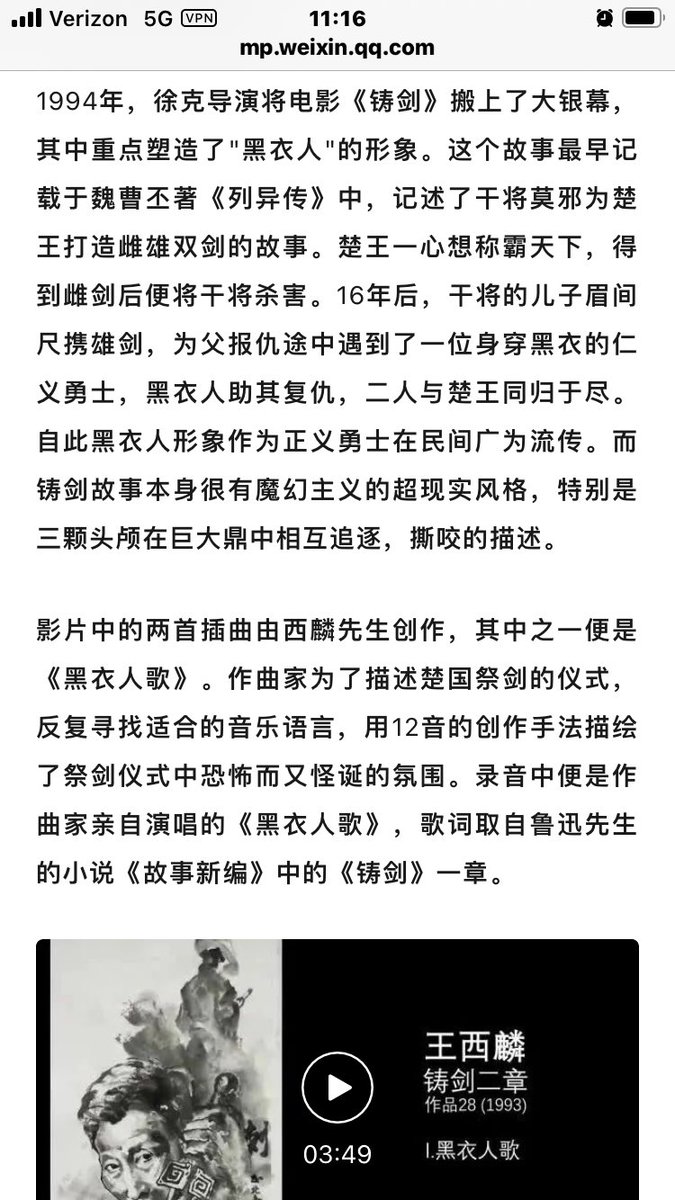 Verizon 5G VPN 11:16
mp.weixin.qq.com
1994年，徐克导演将电影《铸剑》搬上了大银幕，
其中重点塑造了"黑衣人"的形象。这个故事最早记
载于魏曹丕著《列异传》中，记述了干将莫邪为楚
王打造雌雄双剑的故事。楚王一心想称霸天下，得
到雌剑后便将干将杀害。16年后，干将的儿子眉间
尺携雄剑，为父报仇途中遇到了一位身穿黑衣的仁
义勇士，黑衣人助其复仇，二人与楚王同归于尽。
自此黑衣人形象作为正义勇士在民间广为流传。而
铸剑故事本身很有魔幻主义的超现实风格，特别是
三颗头颅在巨大鼎中相互追逐，撕咬的描述。
影片中的两首插曲由西麟先生创作，其中之一便是
《黑衣人歌》。作曲家为了描述楚国祭剑的仪式，
反复寻找适合的音乐语言，用12音的创作手法描绘
了祭剑仪式中恐怖而又怪诞的氛围。录音中便是作
曲家亲自演唱的《黑衣人歌》，歌词取自鲁迅先生
的小说《故事新编》中的《铸剑》一章。
王西麟
铸剑二章
作品28 (1993)
I.黑衣人歌
03:49